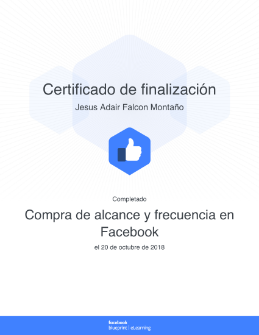 Certificado de finalización
Jesus Adair Falcon Montaño
Completado
Compra de alcance y frecuencia en
Facebook
el 20 de octubre de 2018
facebook
blueprint eLearning